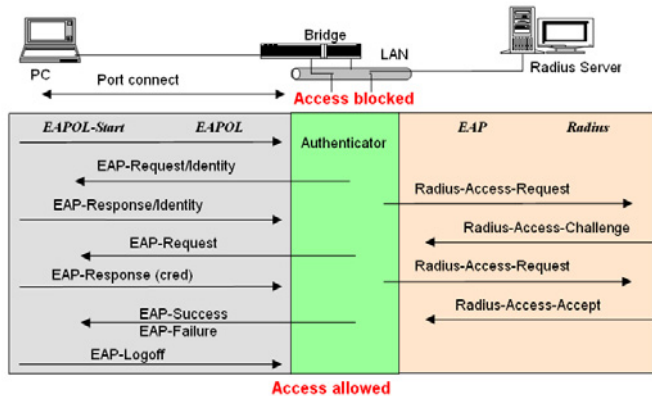 Bridge
LAN
PC
Radius Server
Port connect
Access blocked
EAPOL-Start EAPOL
Authenticator
EAP Radius
EAP-Request/Identity
Radius-Access-Request
EAP-Response/Identity
Radius-Access-Challenge
EAP-Request
Radius-Access-Request
EAP-Response (cred)
Radius-Access-Accept
EAP-Success
EAP-Failure
EAP-Logoff
Access allowed